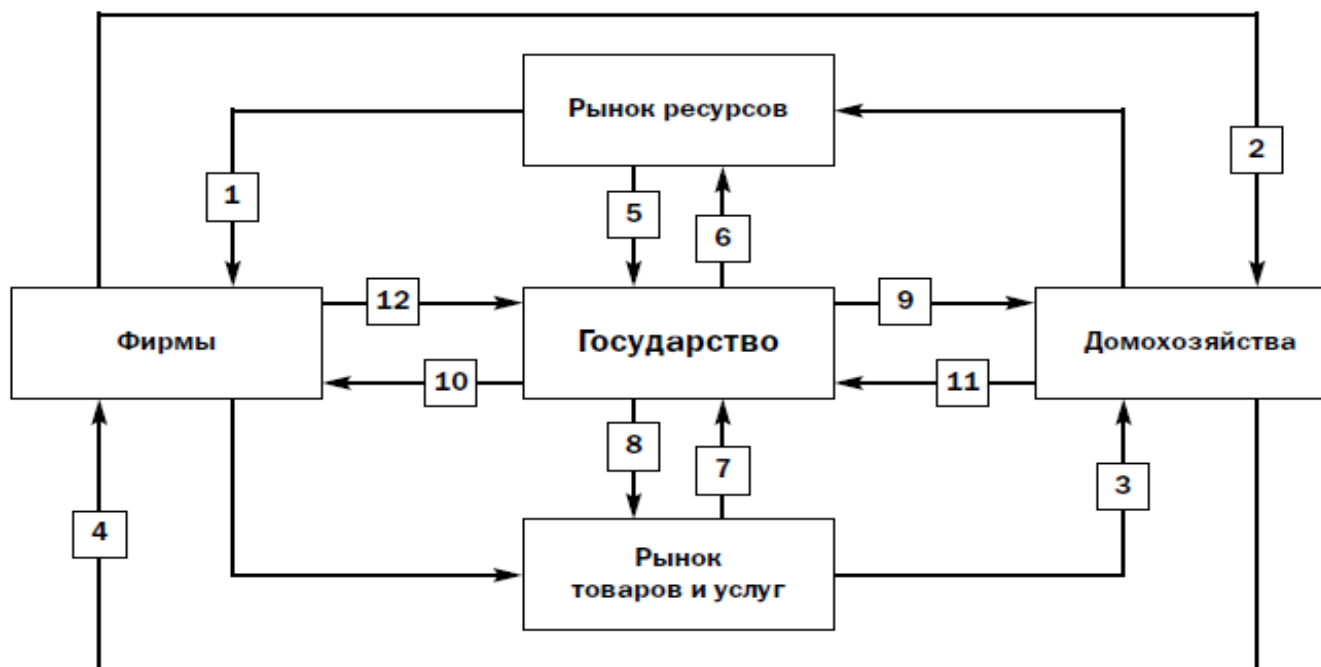 Рынок ресурсов
2
1
5
6
12
9
Фирмы
Государство
Домохозяйства
10
11
8
7
3
4
Рынок
товаров и услуг